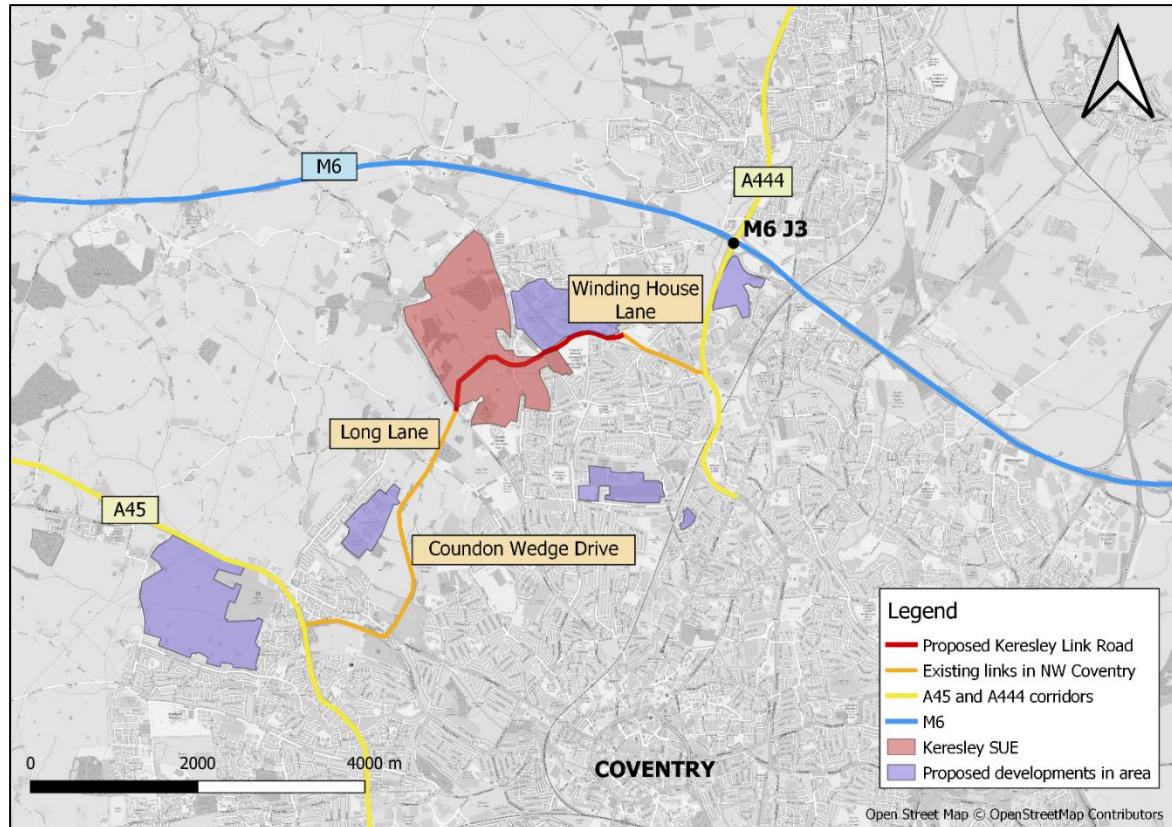 M6
A444
M6 J3
Winding House
Lane
Long Lane
A45
Coundon Wedge Drive
Legend
Proposed Keresley Link Road
Existing links in NW Coventry
A45 and A444 corridors
M6
Keresley SUE
Proposed developments in area
0 2000 4000 m
COVENTRY
Open Street Map © OpenStreetMap Contributors